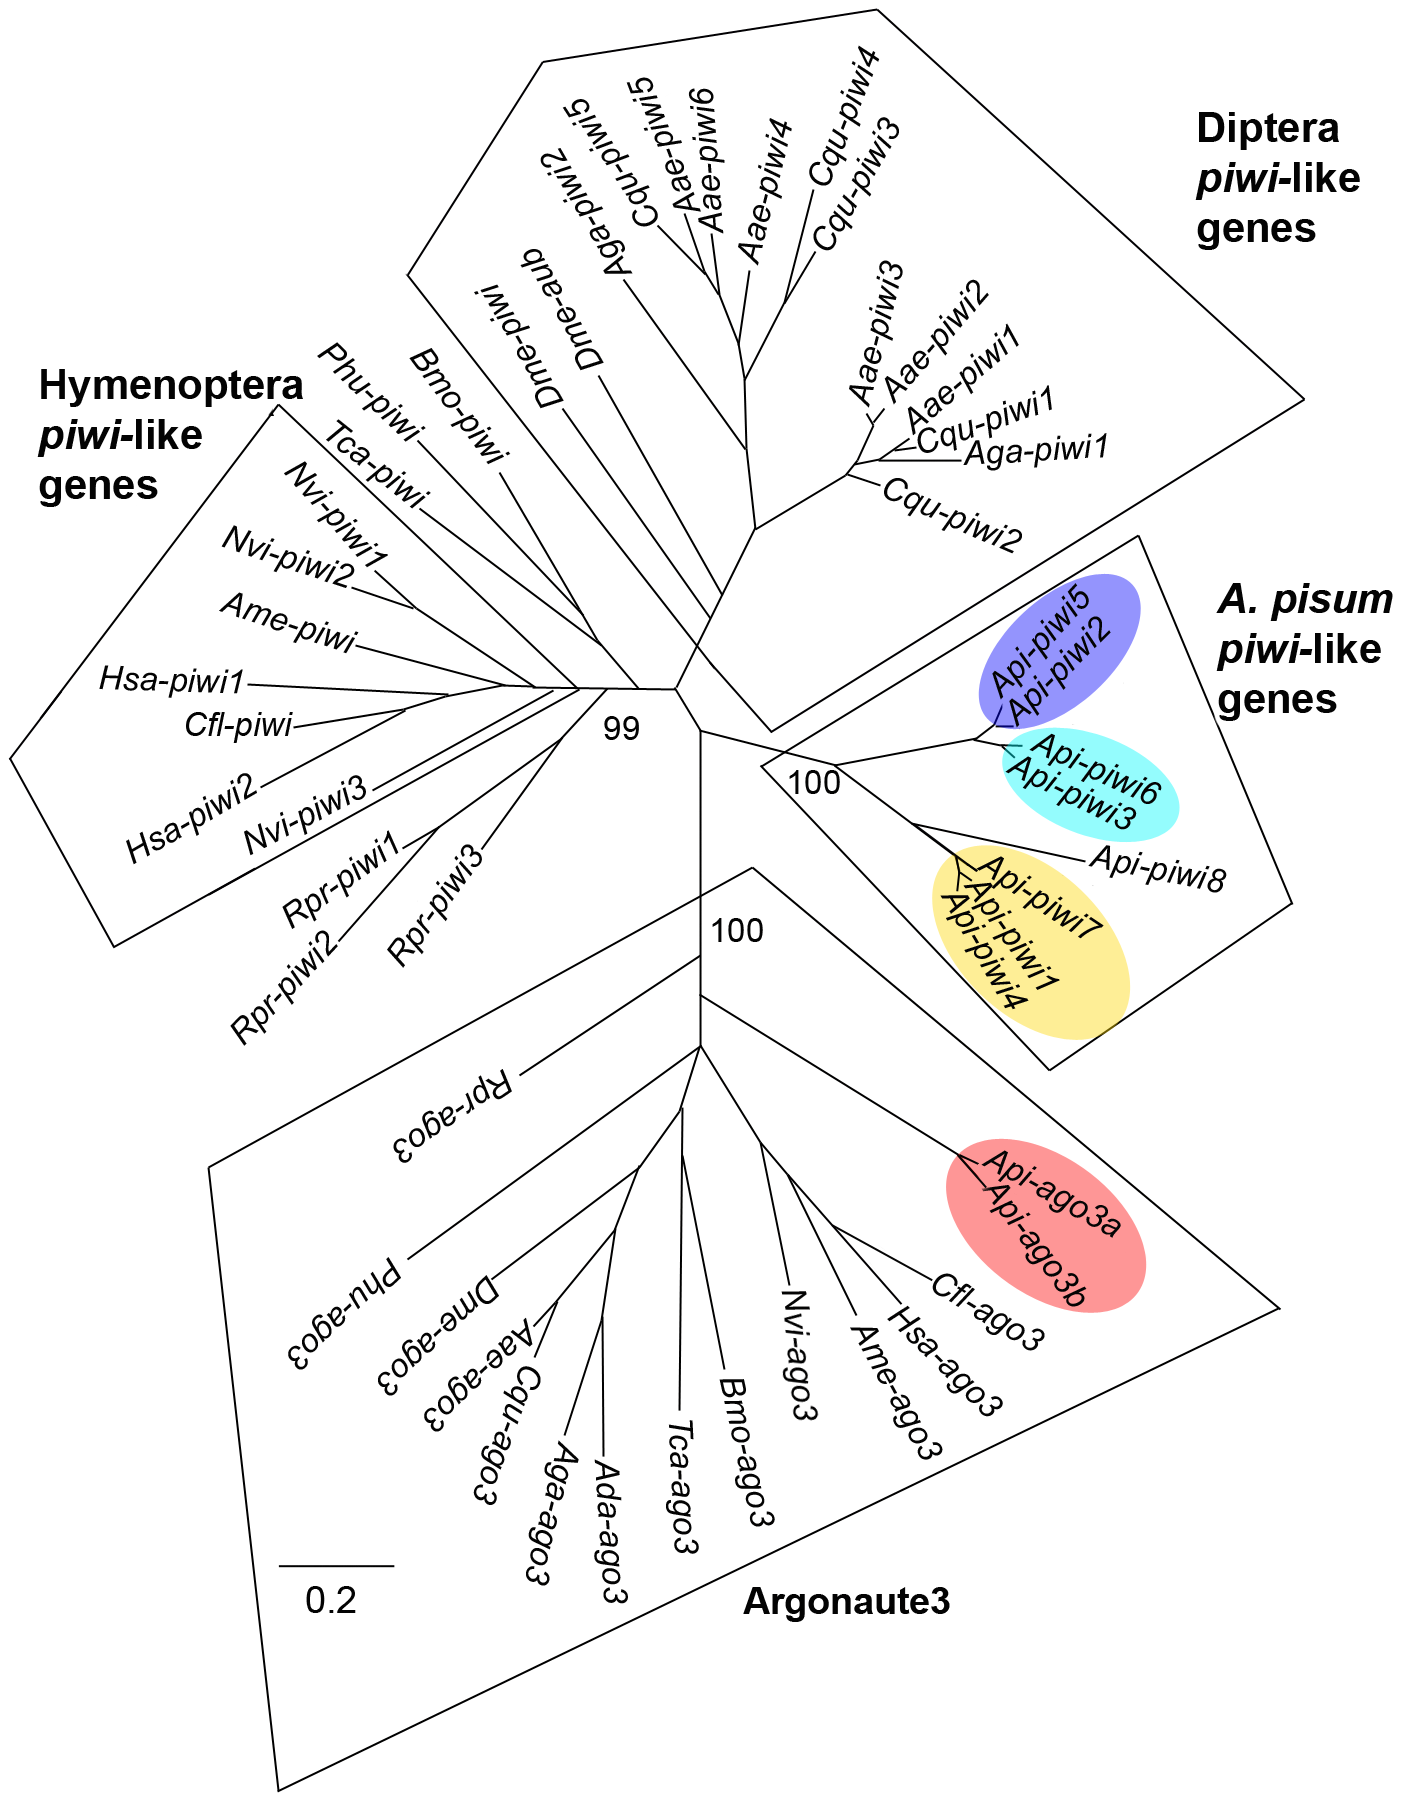 Diptera
piwi-like
genes
Cqu-piwi4
Cqu-piwi3
Aae-piwi4
Aae-piwi6
Aae-piwi5
Cqu-piwi5
Aga-piwi2
Dme-aub
Dme-piwi
Aae-piwi3
Aae-piwi2
Aae-piwi1
Cqu-piwi1
Aga-piwi1
Cqu-piwi2
Hymenoptera
piwi-like
genes
Bmo-piwi
Phu-piwi
Tca-piwi
Nvi-piwi1
Nvi-piwi2
Ame-piwi
Hsa-piwi1
Cfl-piwi
Hsa-piwi2
Nvi-piwi3
Rpr-piwi1
Rpr-piwi2
Rpr-piwi3
99
A. pisum
piwi-like
genes
Api-piwi5
Api-piwi2
Api-piwi6
Api-piwi3
100
Api-piwi8
Api-piwi7
Api-piwi1
Api-piwi4
100
Rpr-ago3
Phu-ago3
Dme-ago3
Aae-ago3
Cqu-ago3
Aga-ago3
Ada-ago3
Tca-ago3
Bmo-ago3
Nvi-ago3
Ame-ago3
Hsa-ago3
Cfl-ago3
Api-ago3a
Api-ago3b
0.2
Argonaute3